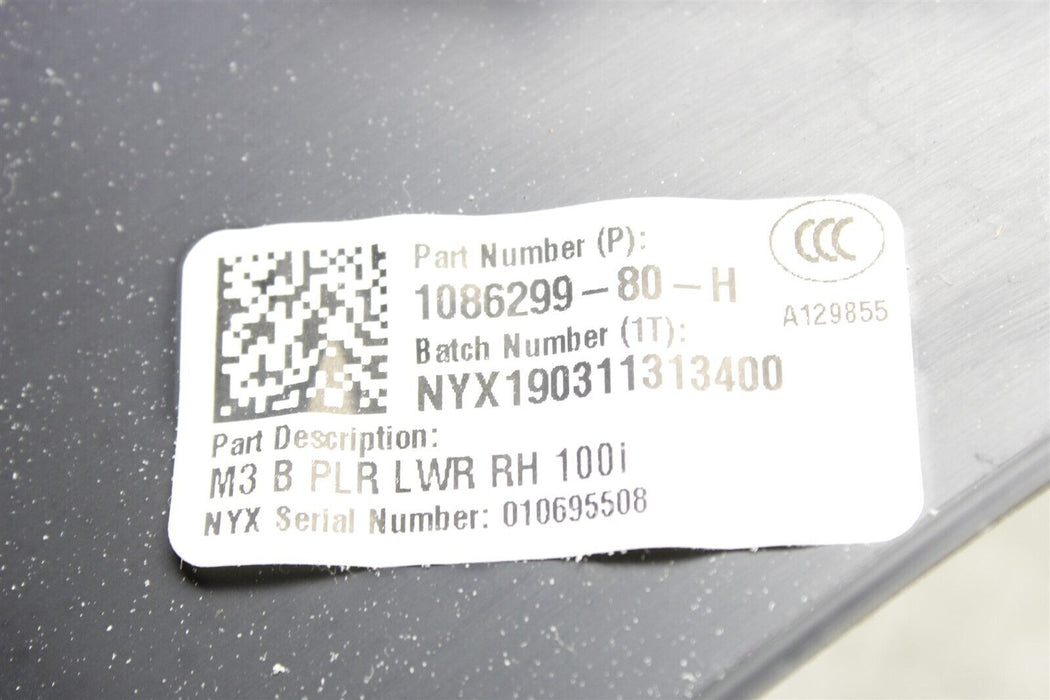 Part Number (P):
1086299-80-H
CCC
A129855
Batch Number (1T):
NYX190311313400
Part Description:
M3 B PLR LWR RH 100i
NYX Serial Number: 010695508